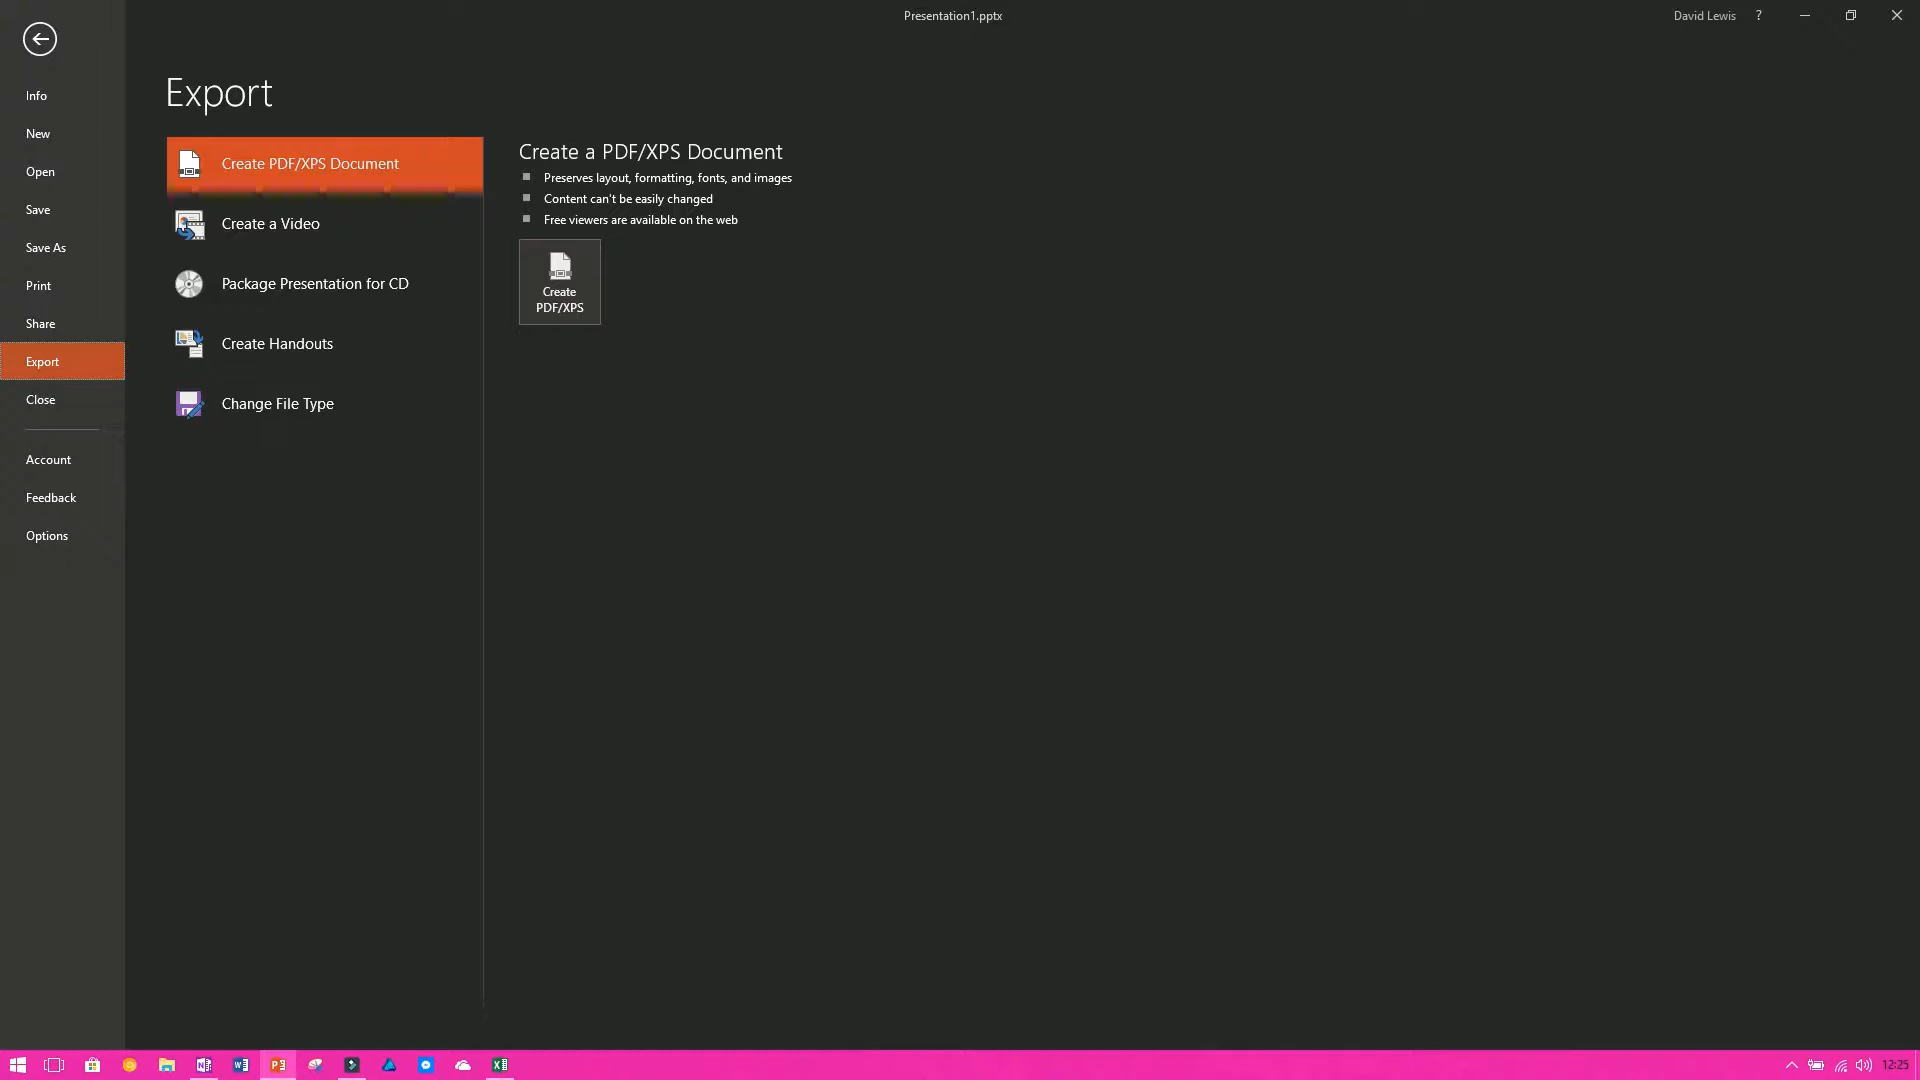 Presentation1.pptx
David Lewis
?
Export
Info
New
Open
Save
Save As
Print
Share
Export
Close
Account
Feedback
Options
Create PDF/XPS Document
Create a Video
Package Presentation for CD
Create Handouts
Change File Type
Create a PDF/XPS Document
Preserves layout, formatting, fonts, and images
Content can't be easily changed
Free viewers are available on the web
Create
PDF/XPS
12:25